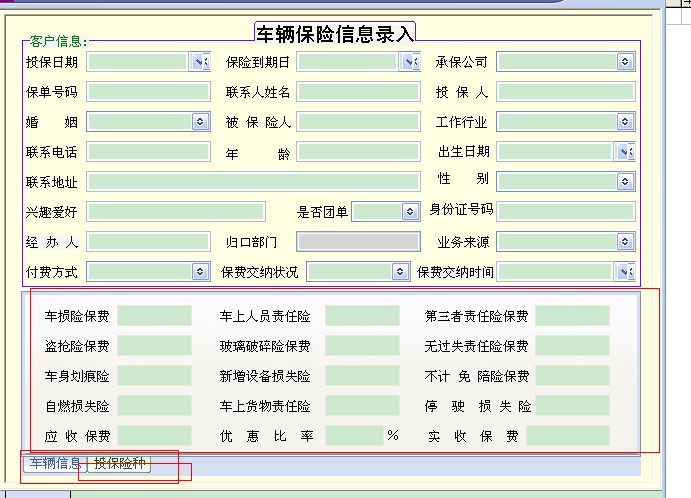 车辆保险信息录入
客户信息:
投保日期 保险到期日 承保公司
保单号码 联系人姓名 投 保 人
婚 姻 被 保 险人 工作行业
联系电话 年 龄 出生日期
联系地址 性 别
兴趣爱好 是否团单 身份证号码
经 办 人 归口部门 业务来源
付费方式 保费交纳状况 保费交纳时间
车损险保费 车上人员责任险 第三者责任险保费
盗抢险保费 玻璃破碎险保费 无过失责任险保费
车身划痕险 新增设备损失险 不计 免 陪险保费
自燃损失险 车上货物责任险 停 驶 损 失 险
应 收 保费 优 惠 比 率 % 实 收 保 费
车辆信息 投保险种